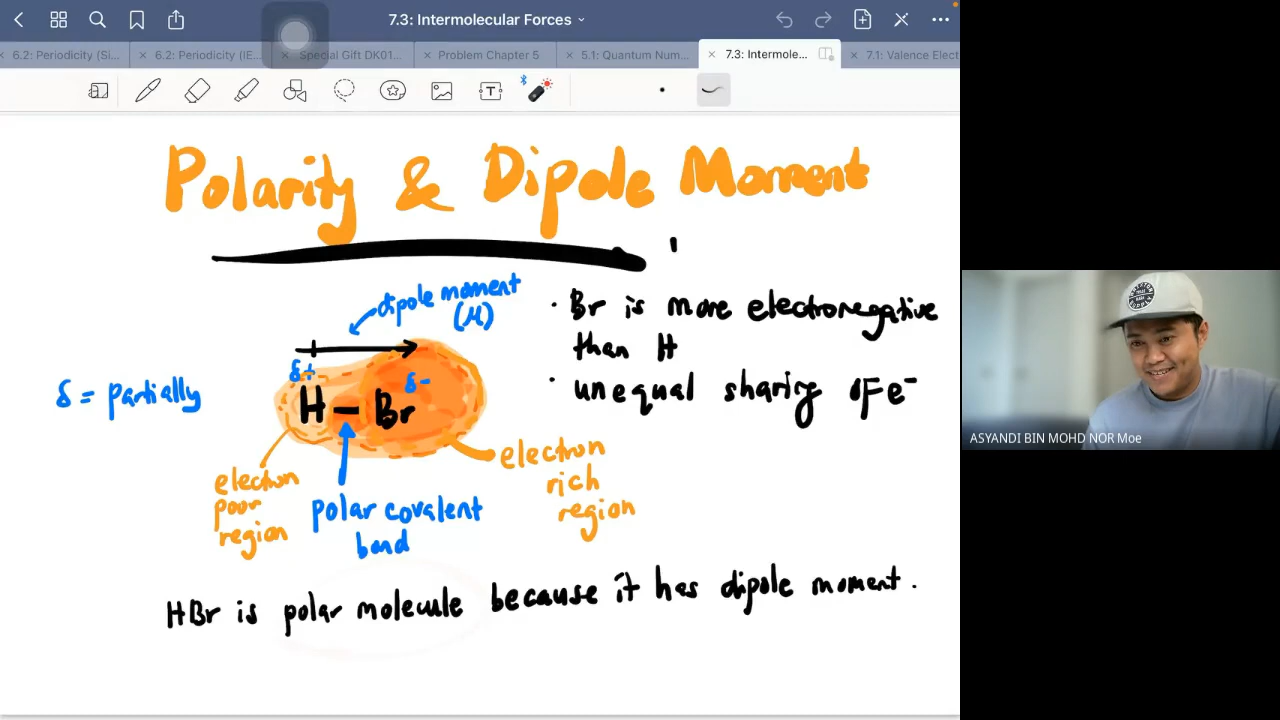 7.3: Intermolecular Forces
6.2: Periodicity (Si...
6.2: Periodicity (IE...
Special Gift DK01...
Problem Chapter 5
5.1: Quantum Num...
7.3: Intermole...
7.1: Valence Elect
Polarity & Dipole Moment
dipole moment
(μ)
δ+
δ-
H - Br
δ = partially
electron
poor
region
polar covalent
bond
electron
rich
region
· Br is more electronegative
than H
· unequal sharing of e⁻
HBr is polar molecule because it has dipole moment.
ASYANDI BIN MOHD NOR Moe